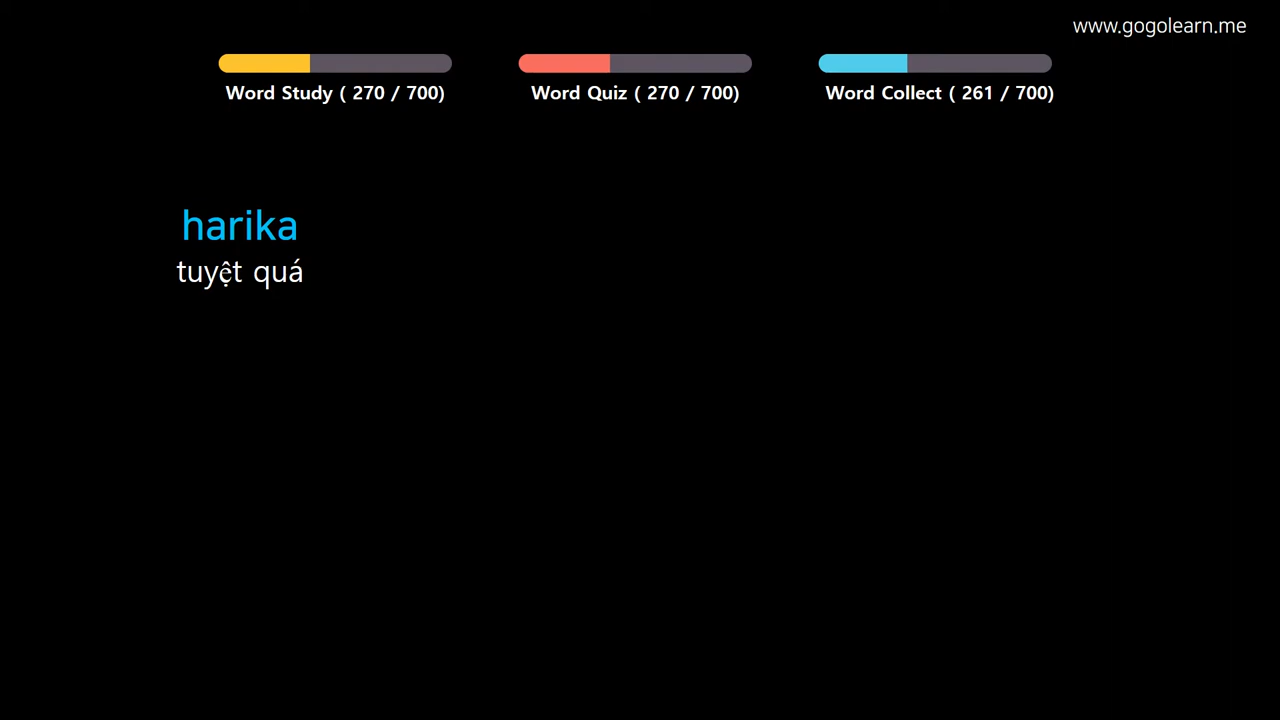 www.gogolearn.me
Word Study ( 270 / 700)
Word Quiz ( 270 / 700)
Word Collect ( 261 / 700)
harika
tuyệt quá